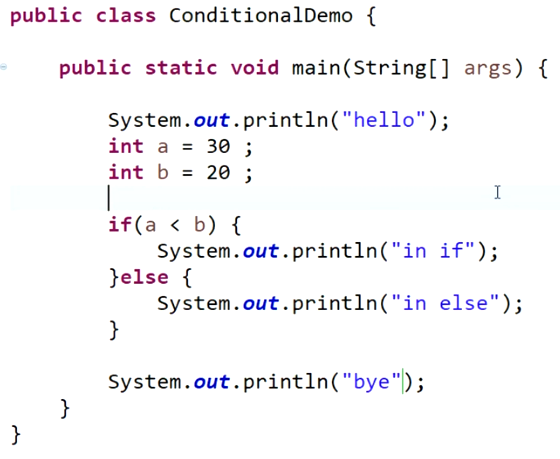 public class ConditionalDemo {
public static void main(String[] args) {
System.out.println("hello");
int a = 30 ;
int b = 20 ;
if(a < b) {
System.out.println("in if");
}else {
System.out.println("in else");
}
System.out.println("bye");
}
}